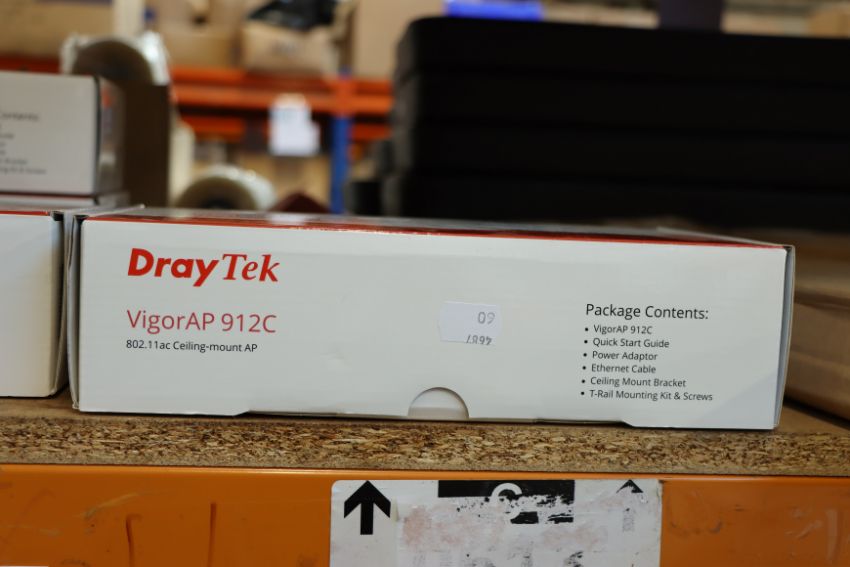 DrayTek
VigorAP 912C
802.11ac Ceiling-mount AP
09
Package Contents:
• VigorAP 912C
• Quick Start Guide
• Power Adaptor
• Ethernet Cable
• Ceiling Mount Bracket
• T-Rail Mounting Kit & Screws